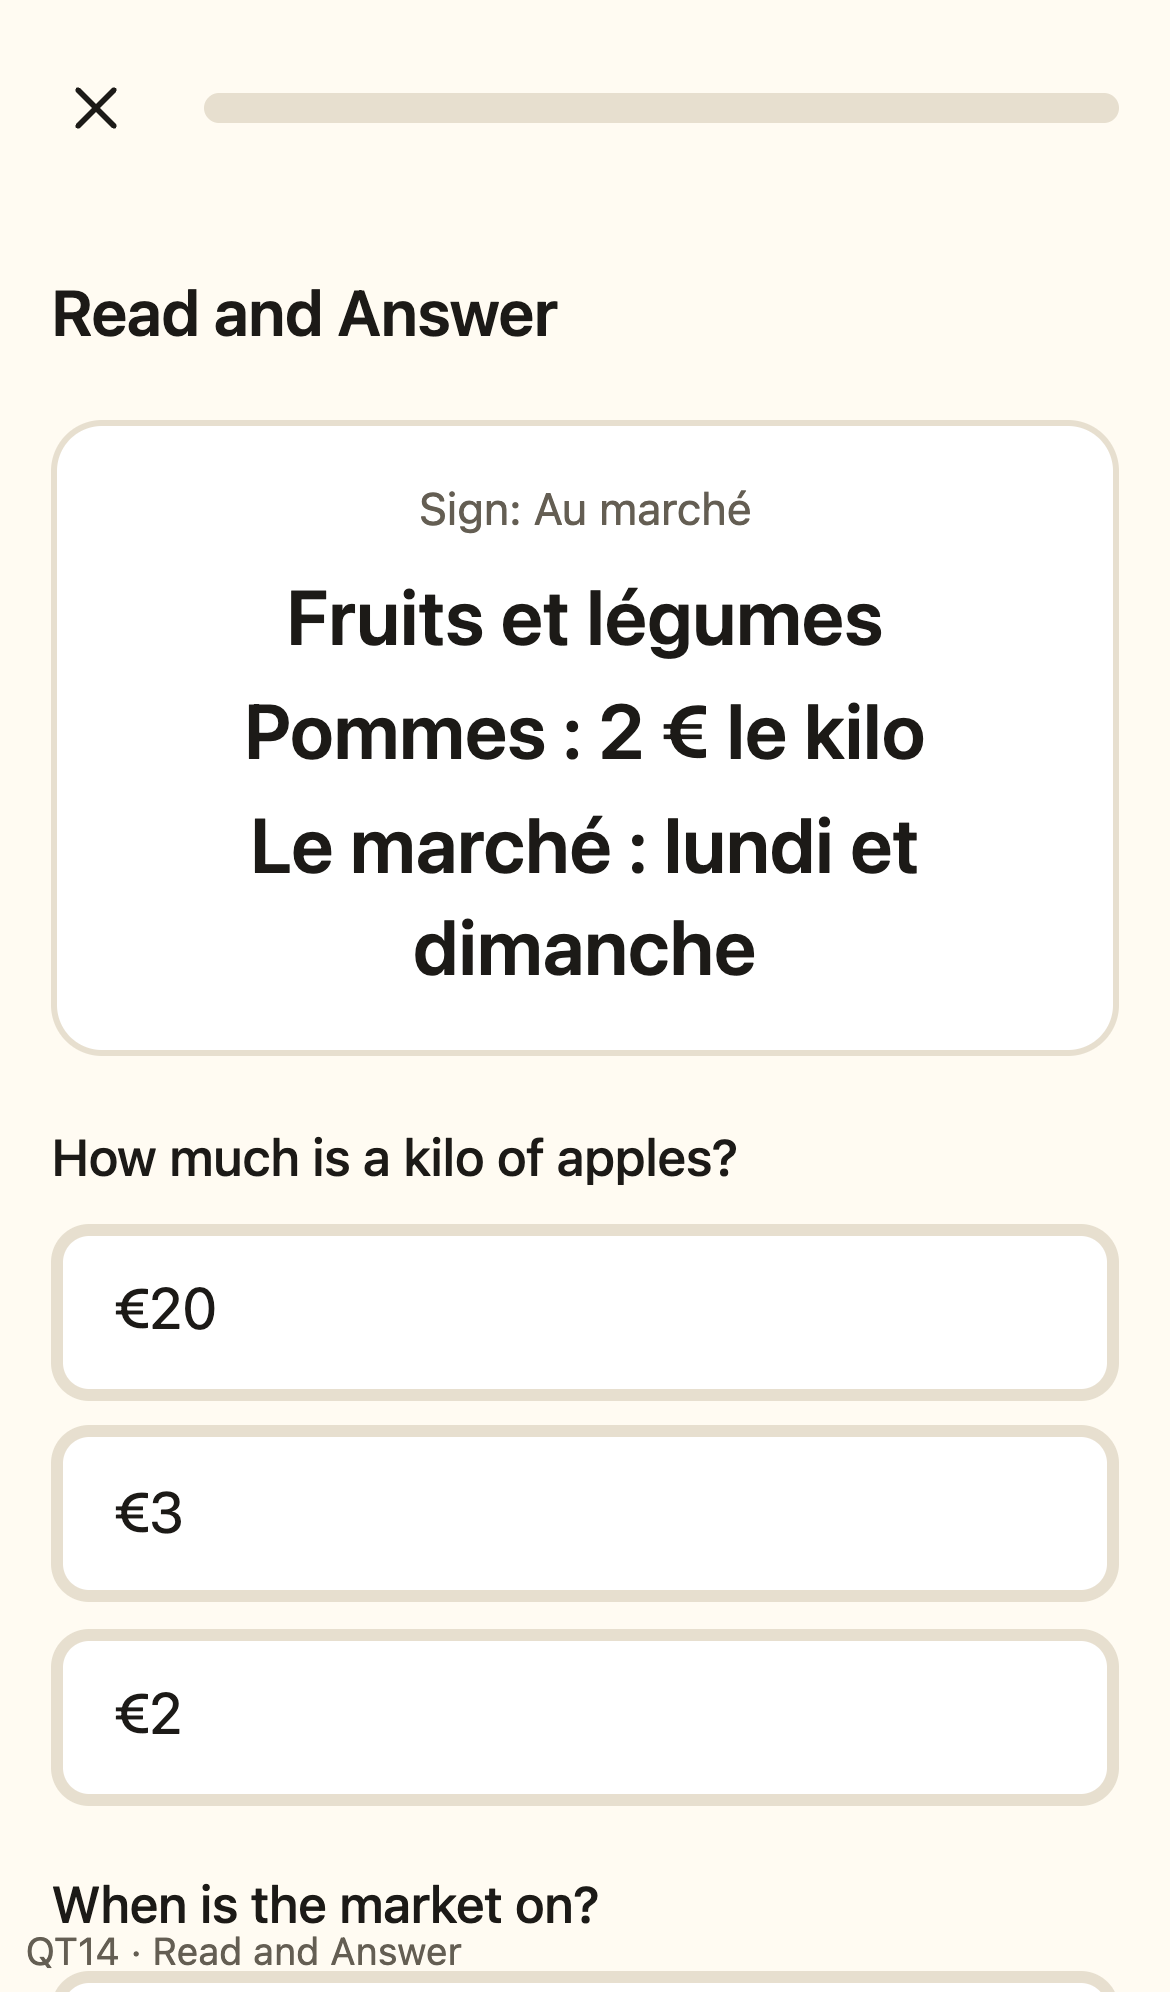 Read and Answer
Sign: Au marché
Fruits et légumes
Pommes : 2 € le kilo
Le marché : lundi et
dimanche
How much is a kilo of apples?
€20
€3
€2
When is the market on?
QT14 · Read and Answer